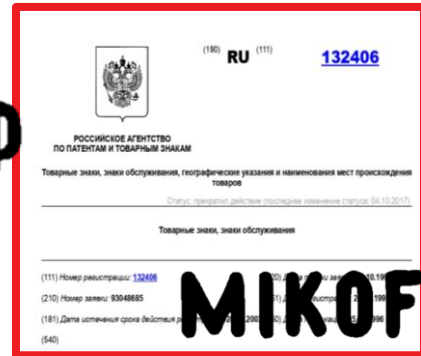 (190) RU (111) 132406
РОССИЙСКОЕ АГЕНТСТВО
ПО ПАТЕНТАМ И ТОВАРНЫМ ЗНАКАМ
Товарные знаки, знаки обслуживания, географические указания и наименования мест происхождения
товаров
Статус: прекратил действие (последнее изменение статуса: 04.10.2017)
Товарные знаки, знаки обслуживания
(111) Номер регистрации: 132406
(210) Номер заявки: 93048685
(181) Дата истечения срока действия
(540)
MIKOF